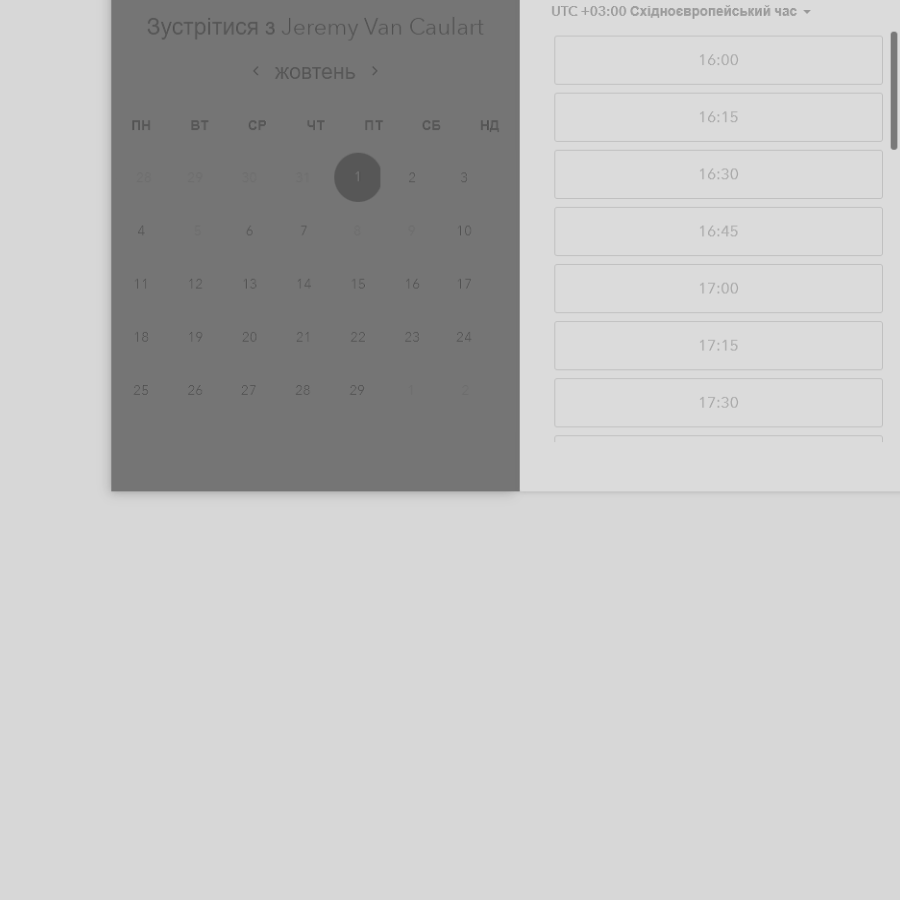 Зустрітися з Jeremy Van Caulart
‹ жовтень ›
ПН ВТ СР ЧТ ПТ СБ НД
28 29 30 31 1 2 3
4 5 6 7 8 9 10
11 12 13 14 15 16 17
18 19 20 21 22 23 24
25 26 27 28 29 1 2
UTC +03:00 Східноєвропейський час
16:00
16:15
16:30
16:45
17:00
17:15
17:30